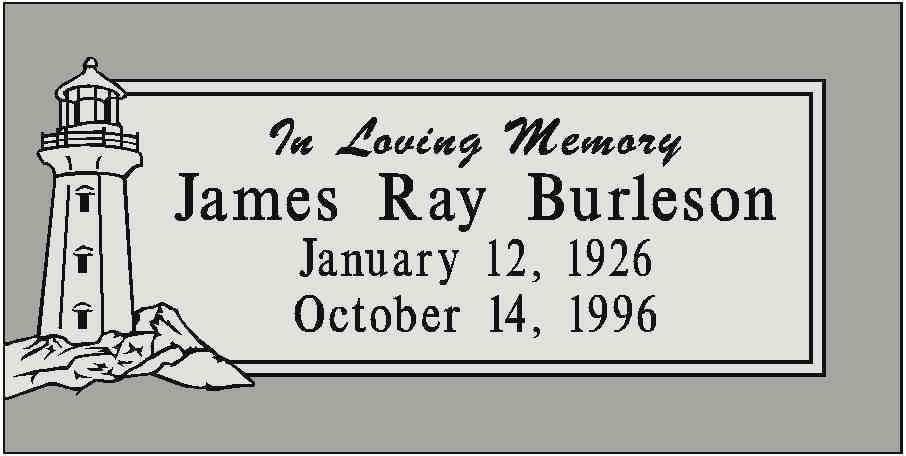 In Loving Memory
James Ray Burleson
January 12, 1926
October 14, 1996